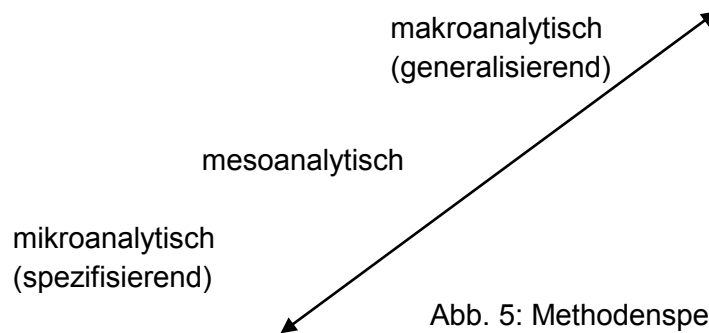 makroanalytisch
(generalisierend)
mesoanalytisch
mikroanalytisch
(spezifisierend)
Abb. 5: Methodenspe